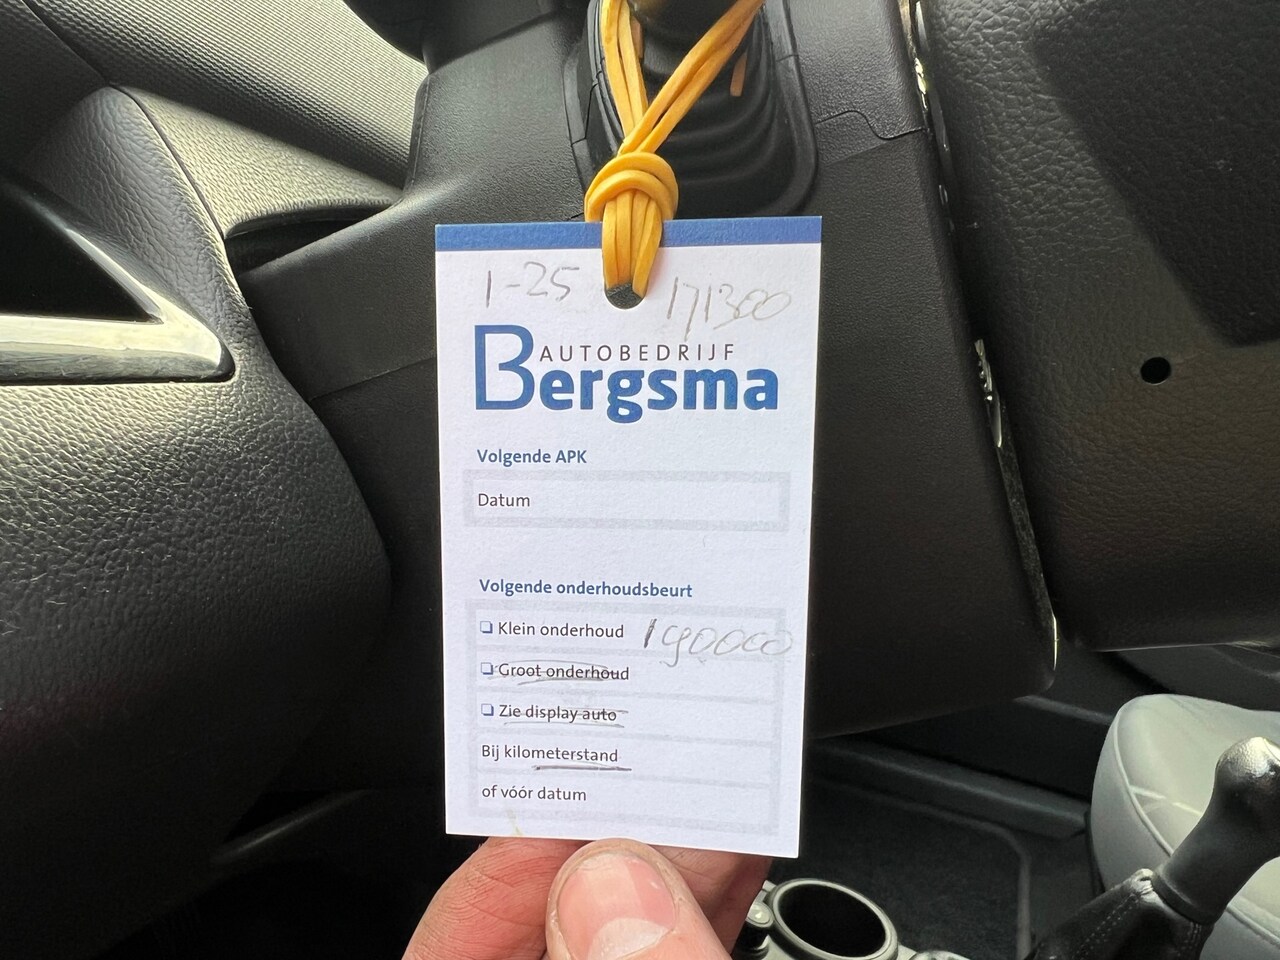 1-25 171300
AUTOBEDRIJF
Bergsma
Volgende APK
Datum
Volgende onderhoudsbeurt
Klein onderhoud 190000
Groot onderhoud
Zie display auto
Bij kilometerstand
of vóór datum